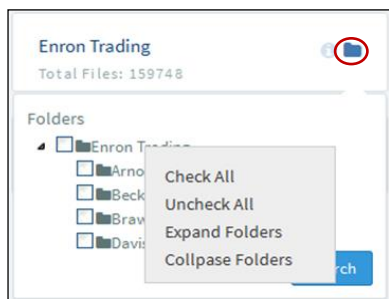 Enron Trading
Total Files: 159748
Folders
Enron Trading
Arno
Beck
Braw
Davis
Check All
Uncheck All
Expand Folders
Collpase Folders
rch